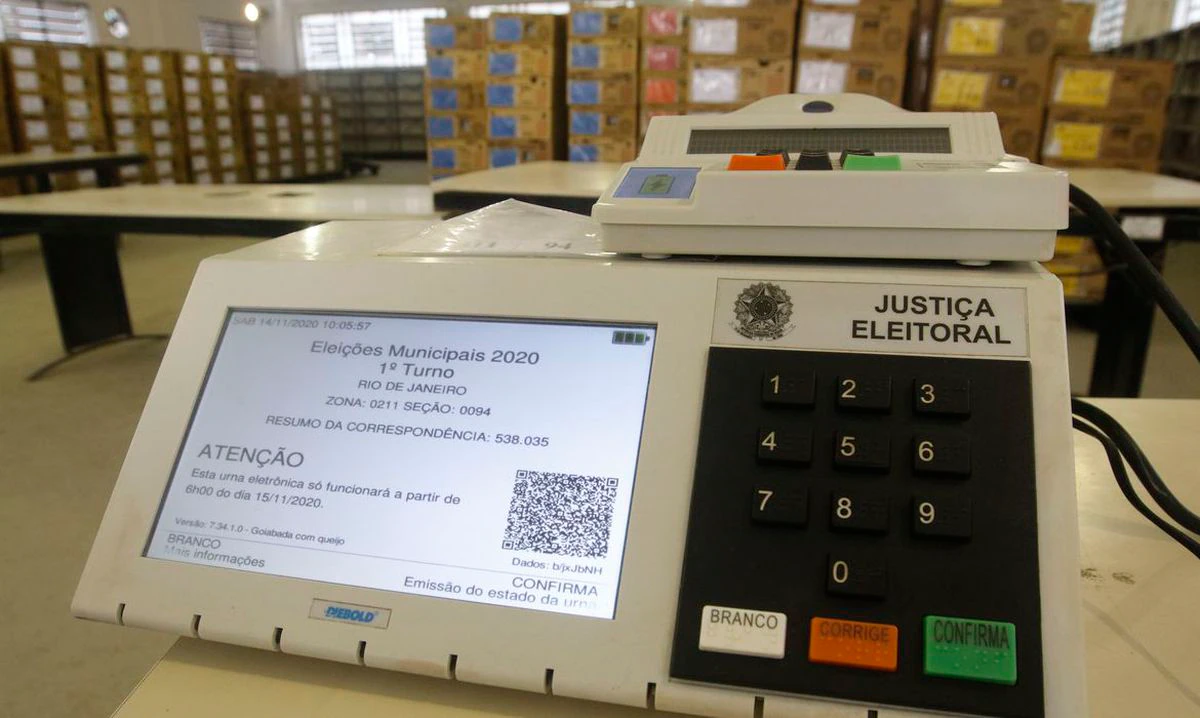 SAB 14/11/2020 10:05:57
Eleições Municipais 2020
1º Turno
RIO DE JANEIRO
ZONA: 0211 SEÇÃO: 0094
RESUMO DA CORRESPONDÊNCIA: 538.035
ATENÇÃO
Esta urna eletrônica só funcionará a partir de
6h00 do dia 15/11/2020.
Versão: 7.34.1.0 - Goiabada com queijo
Dados: b/jxJbNH
BRANCO
Mais informações
CONFIRMA
Emissão do estado da urna
DIEBOLD
94
JUSTIÇA
ELEITORAL
1 2 3
4 5 6
7 8 9
0
BRANCO CORRIGE CONFIRMA